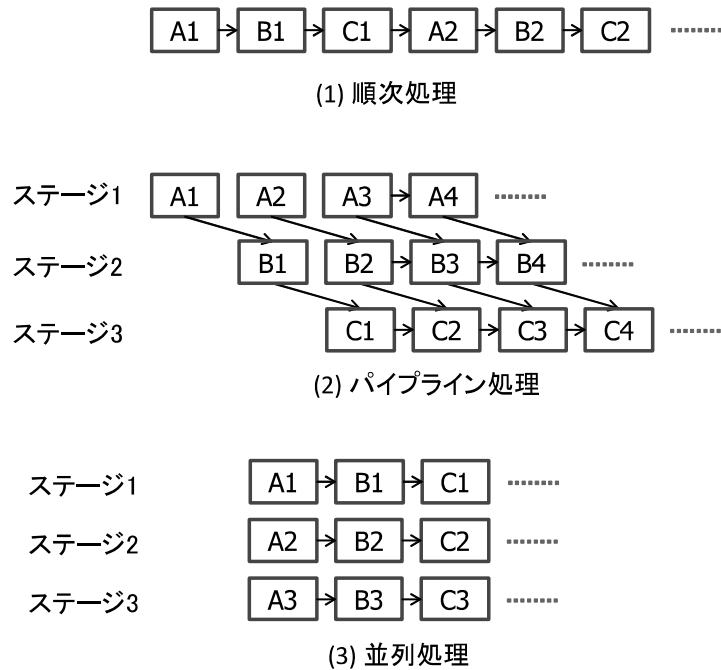 A1 B1 C1 A2 B2 C2
(1) 順次処理
ステージ1 A1 A2 A3 A4
ステージ2 B1 B2 B3 B4
ステージ3 C1 C2 C3 C4
(2) パイプライン処理
ステージ1 A1 B1 C1
ステージ2 A2 B2 C2
ステージ3 A3 B3 C3
(3) 並列処理